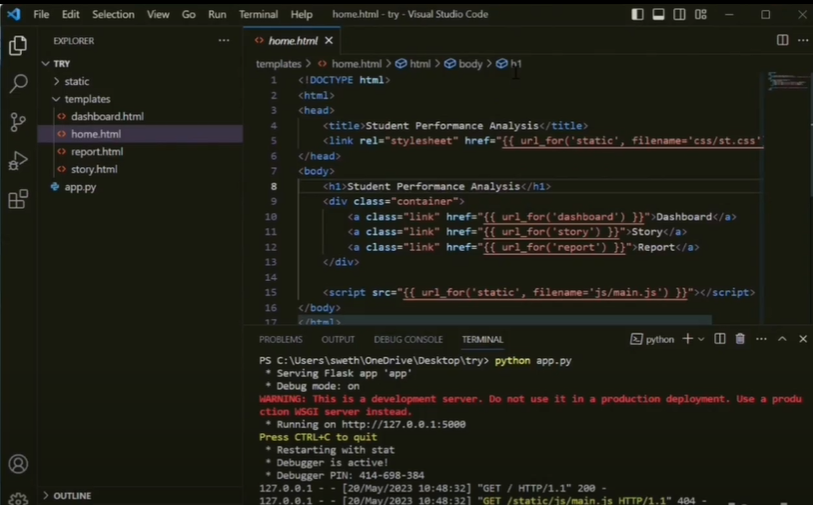 File Edit Selection View Go Run Terminal Help home.html - try - Visual Studio Code
EXPLORER ...
TRY
static
templates
dashboard.html
home.html
report.html
story.html
app.py
OUTLINE
home.html
templates > home.html > html > body > h1
1 <!DOCTYPE html>
2 <html>
3 <head>
4 <title>Student Performance Analysis</title>
5 <link rel="stylesheet" href="{{ url_for('static', filename='css/st.css'
6 </head>
7 <body>
8 <h1>Student Performance Analysis</h1>
9 <div class="container">
10 <a class="link" href="{{ url_for('dashboard') }}">Dashboard</a>
11 <a class="link" href="{{ url_for('story') }}">Story</a>
12 <a class="link" href="{{ url_for('report') }}">Report</a>
13 </div>
14
15 <script src="{{ url_for('static', filename='js/main.js') }}"></script>
16 </body>
17 </html>
PROBLEMS OUTPUT DEBUG CONSOLE TERMINAL python
PS C:\Users\sweth\OneDrive\Desktop\try> python app.py
* Serving Flask app 'app'
* Debug mode: on
WARNING: This is a development server. Do not use it in a production deployment. Use a produ
ction WSGI server instead.
* Running on http://127.0.0.1:5000
Press CTRL+C to quit
* Restarting with stat
* Debugger is active!
* Debugger PIN: 414-698-384
127.0.0.1 - - [20/May/2023 10:48:32] "GET / HTTP/1.1" 200 -
127.0.0.1 - - [20/May/2023 10:48:32] "GET /static/js/main.js HTTP/1.1" 404 -